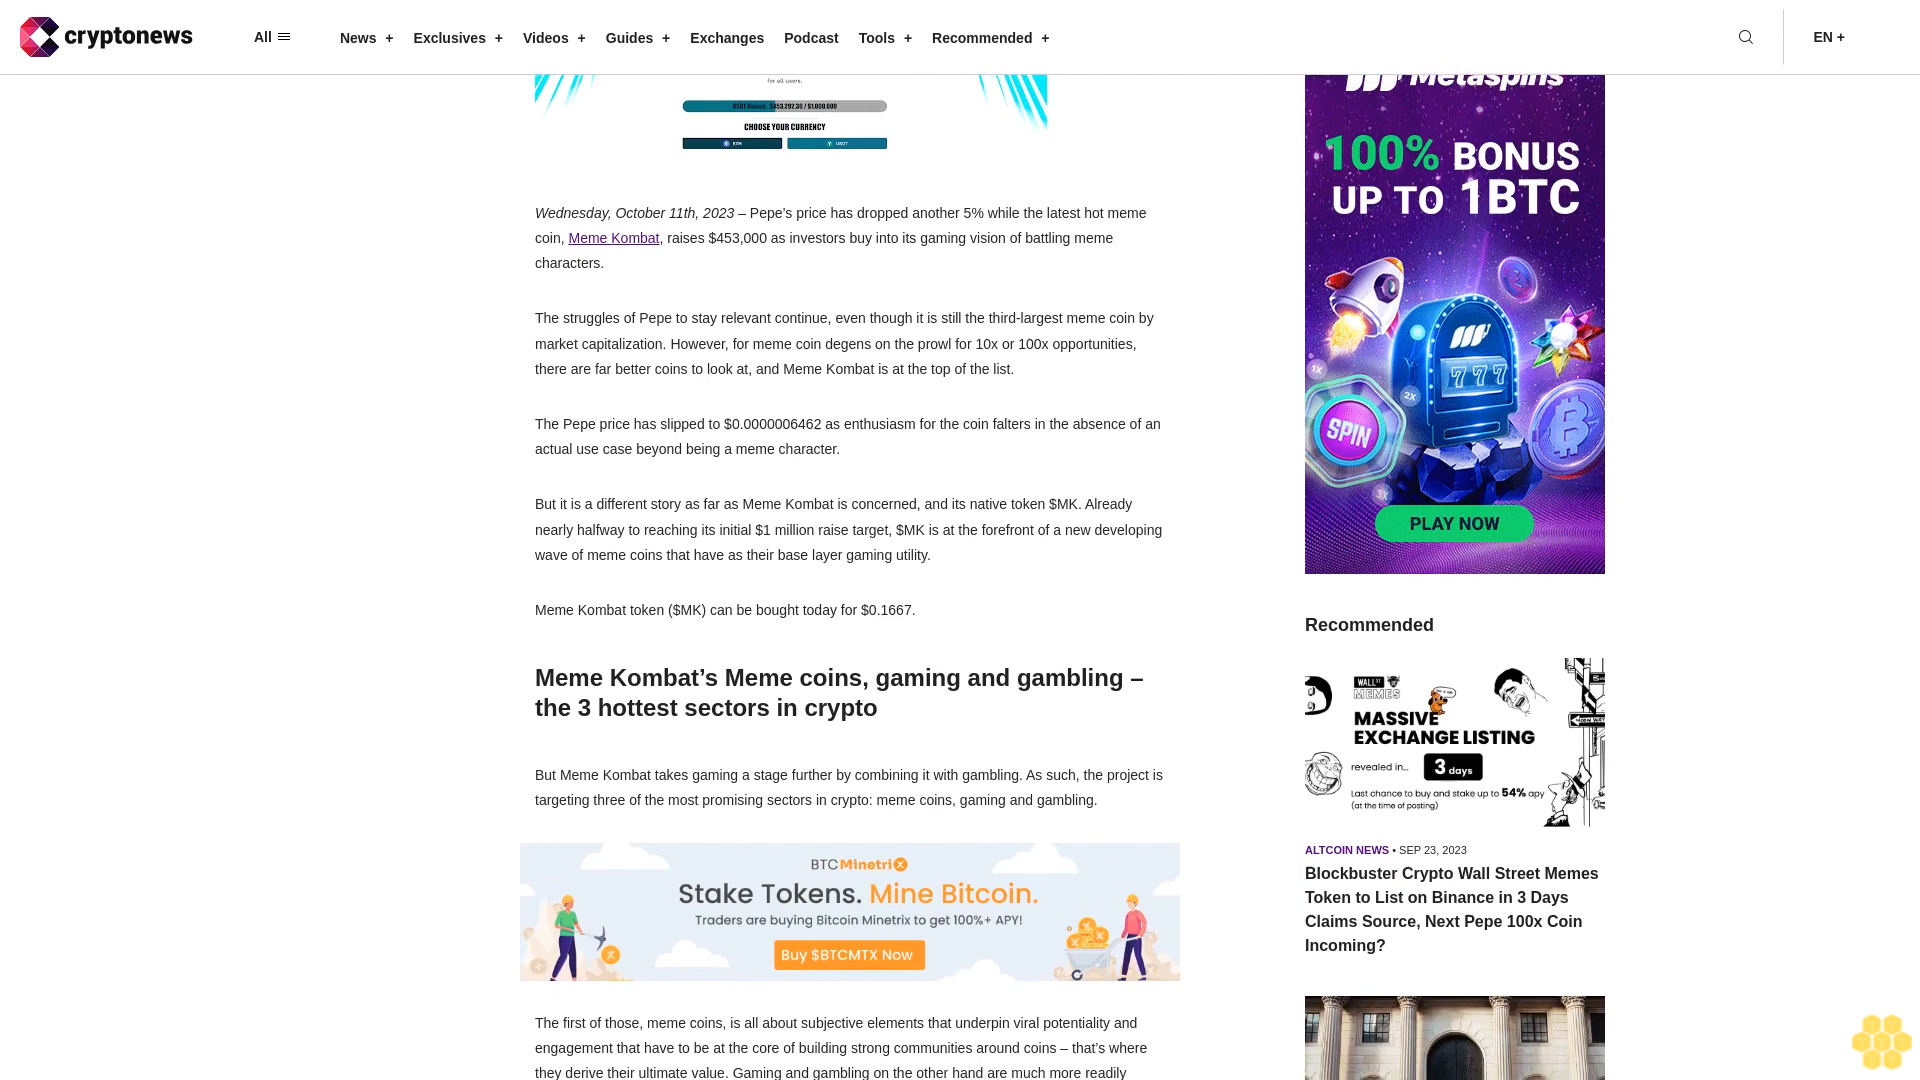 cryptonews
All
News + Exclusives + Videos + Guides + Exchanges Podcast Tools + Recommended +
EN +
for all users.
USDT Raised : $453,292.36 / $1,000,000
CHOOSE YOUR CURRENCY
ETH USDT
Wednesday, October 11th, 2023 – Pepe’s price has dropped another 5% while the latest hot meme
coin, Meme Kombat, raises $453,000 as investors buy into its gaming vision of battling meme
characters.
The struggles of Pepe to stay relevant continue, even though it is still the third-largest meme coin by
market capitalization. However, for meme coin degens on the prowl for 10x or 100x opportunities,
there are far better coins to look at, and Meme Kombat is at the top of the list.
The Pepe price has slipped to $0.0000006462 as enthusiasm for the coin falters in the absence of an
actual use case beyond being a meme character.
But it is a different story as far as Meme Kombat is concerned, and its native token $MK. Already
nearly halfway to reaching its initial $1 million raise target, $MK is at the forefront of a new developing
wave of meme coins that have as their base layer gaming utility.
Meme Kombat token ($MK) can be bought today for $0.1667.
Meme Kombat’s Meme coins, gaming and gambling –
the 3 hottest sectors in crypto
But Meme Kombat takes gaming a stage further by combining it with gambling. As such, the project is
targeting three of the most promising sectors in crypto: meme coins, gaming and gambling.
BTC Minetrix
Stake Tokens. Mine Bitcoin.
Traders are buying Bitcoin Minetrix to get 100%+ APY!
Buy $BTCMTX Now
The first of those, meme coins, is all about subjective elements that underpin viral potentiality and
engagement that have to be at the core of building strong communities around coins – that’s where
they derive their ultimate value. Gaming and gambling on the other hand are much more readily
Metaspins
100% BONUS
UP TO 1BTC
1X
777
2X
SPIN
3X
PLAY NOW
Recommended
WALL ST
MEMES
MASSIVE
EXCHANGE LISTING
revealed in... 3 days
Last chance to buy and stake up to 54% apy
(at the time of posting)
ALTCOIN NEWS • SEP 23, 2023
Blockbuster Crypto Wall Street Memes
Token to List on Binance in 3 Days
Claims Source, Next Pepe 100x Coin
Incoming?